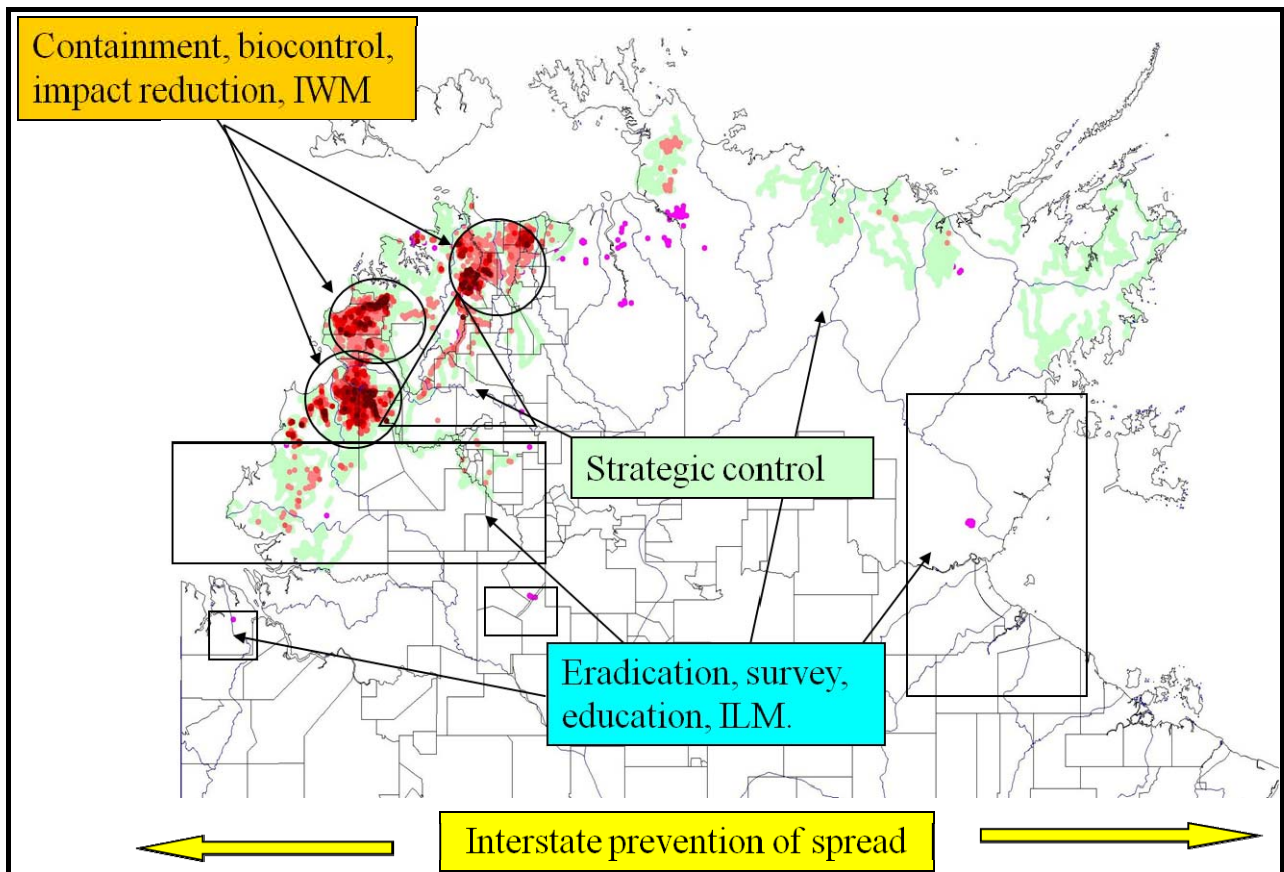 Containment, biocontrol,
impact reduction, IWM
Strategic control
Eradication, survey,
education, ILM.
Interstate prevention of spread